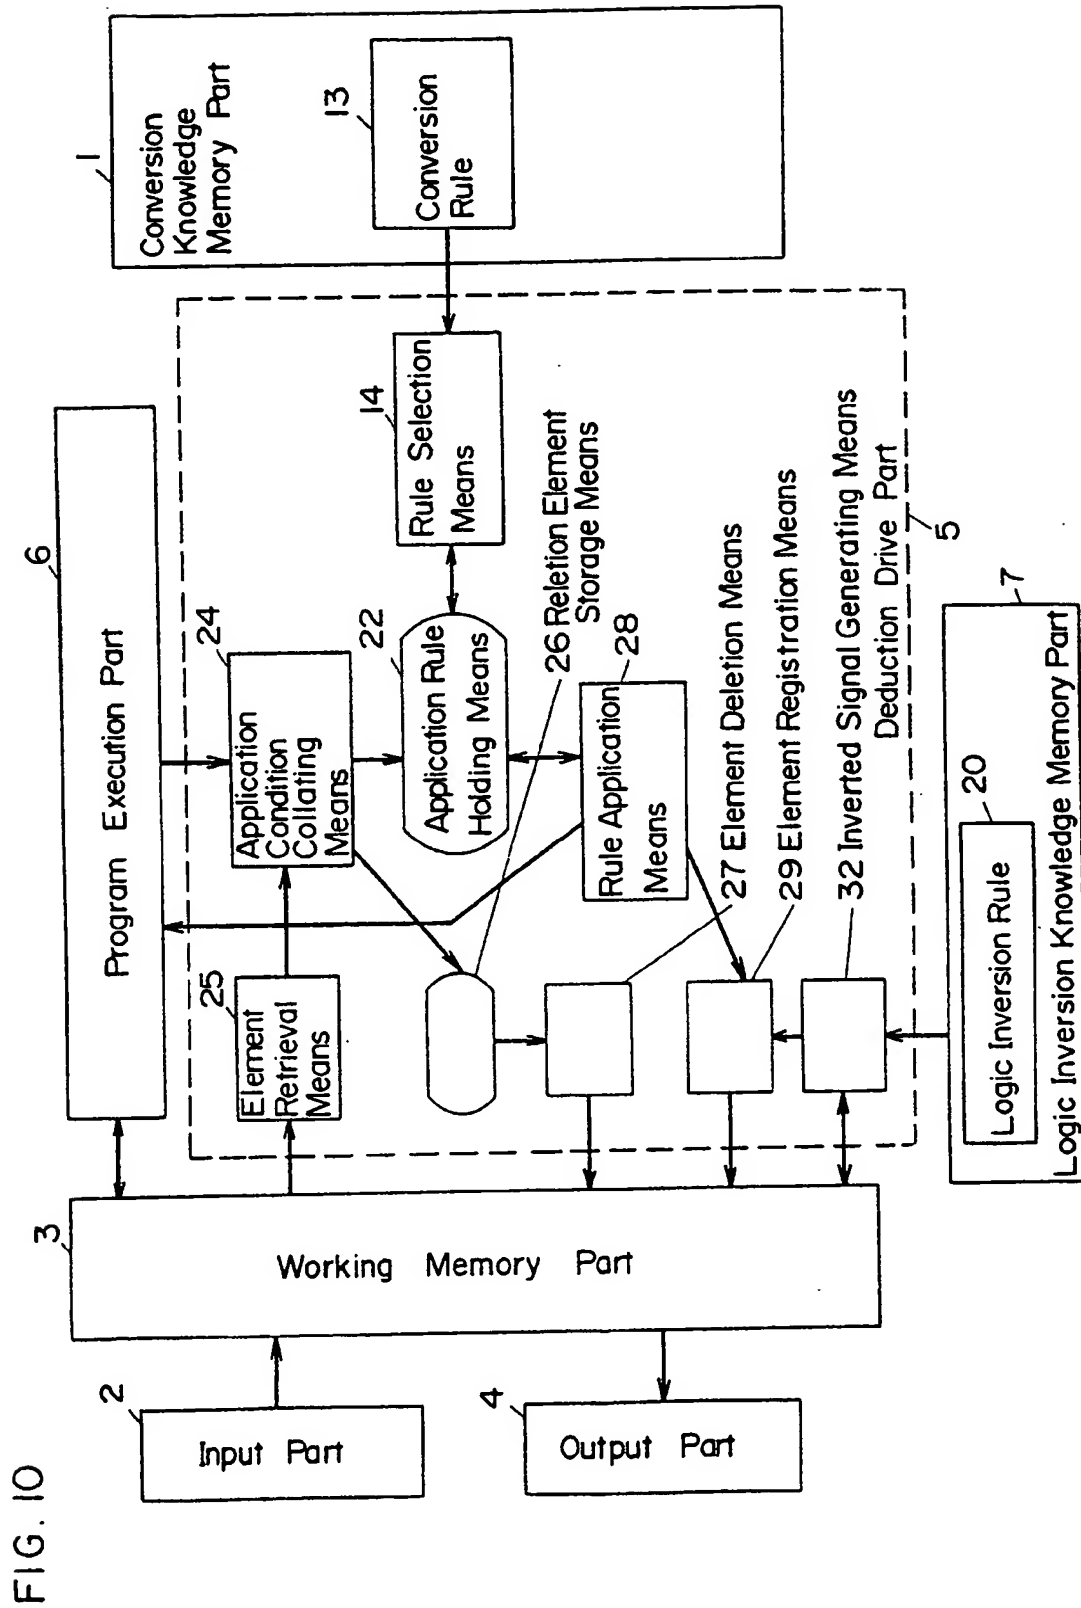 FIG. 10
2
Input Part
4
Output Part
3
Working Memory Part
6
Program Execution Part
25
Element
Retrieval
Means
24
Application
Condition
Collating
Means
22
Application Rule
Holding Means
14
Rule Selection
Means
1
Conversion
Knowledge
Memory Part
13
Conversion
Rule
26 Reletion Element
Storage Means
28
Rule Application
Means
27 Element Deletion Means
29 Element Registration Means
32 Inverted Signal Generating Means
Deduction Drive Part
5
7
20
Logic Inversion Rule
Logic Inversion Knowledge Memory Part